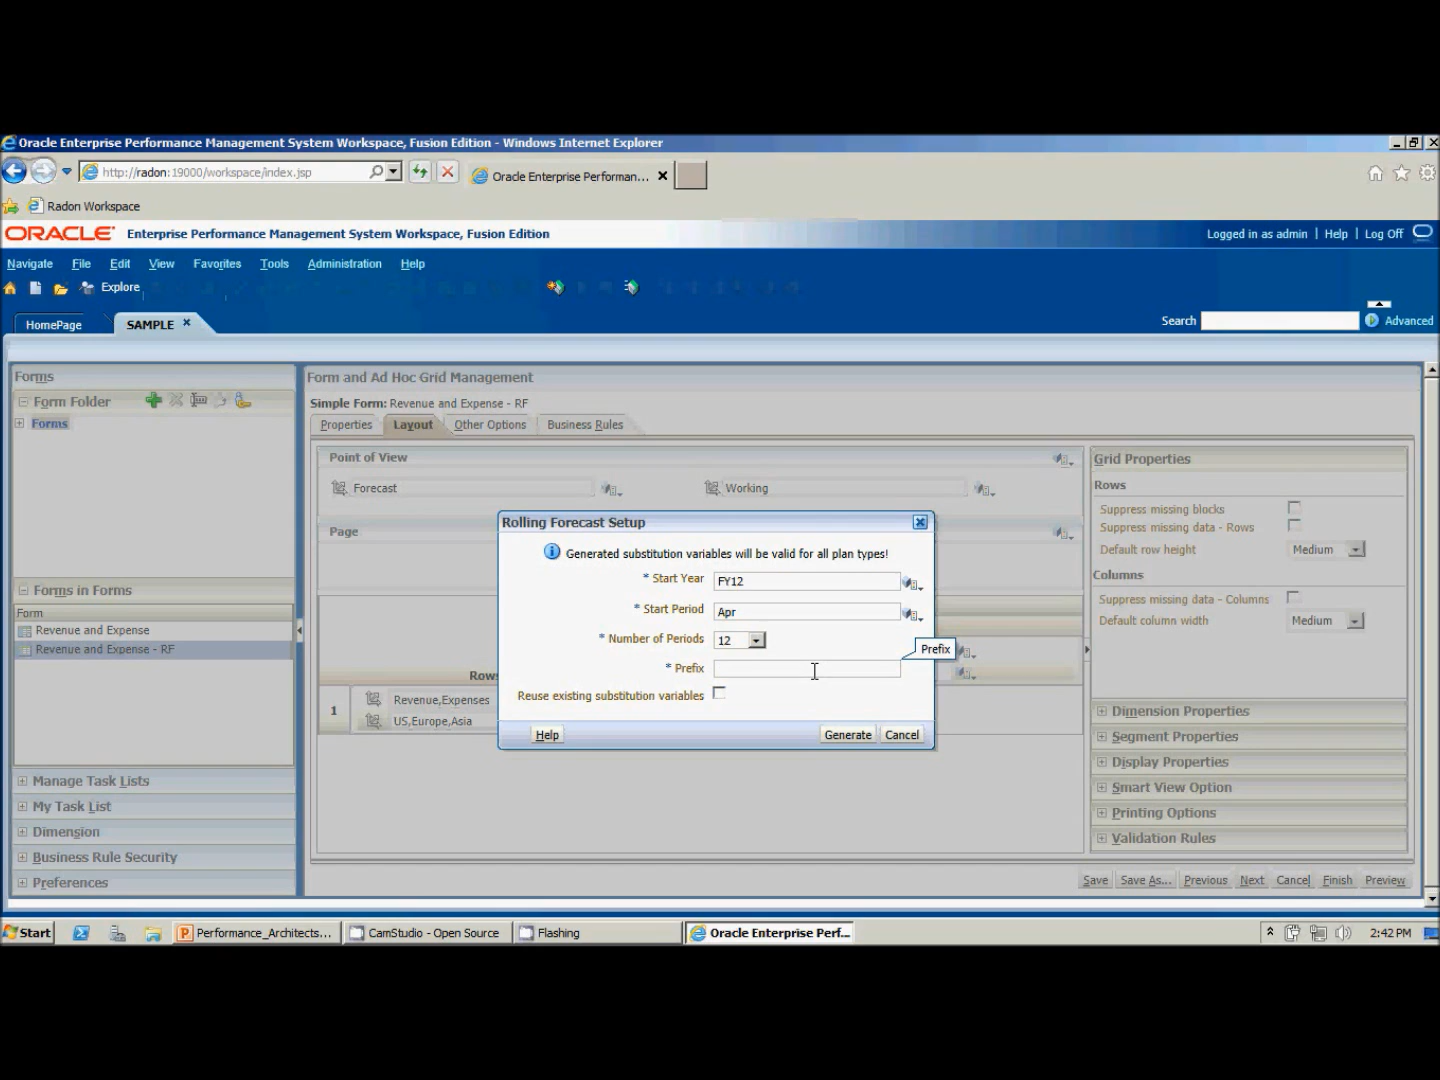 Oracle Enterprise Performance Management System Workspace, Fusion Edition - Windows Internet Explorer
http://radon:19000/workspace/index.jsp
Oracle Enterprise Performan...
Radon Workspace
ORACLE Enterprise Performance Management System Workspace, Fusion Edition
Logged in as admin | Help | Log Off
Navigate File Edit View Favorites Tools Administration Help
Explore
HomePage SAMPLE
Search Advanced
Forms
Form Folder
Forms
Forms in Forms
Form
Revenue and Expense
Revenue and Expense - RF
Manage Task Lists
My Task List
Dimension
Business Rule Security
Preferences
Form and Ad Hoc Grid Management
Simple Form: Revenue and Expense - RF
Properties Layout Other Options Business Rules
Point of View
Forecast Working
Page
Rows
1
Revenue,Expenses
US,Europe,Asia
Rolling Forecast Setup
Generated substitution variables will be valid for all plan types!
* Start Year FY12
* Start Period Apr
* Number of Periods 12
* Prefix
Prefix
Reuse existing substitution variables
Help Generate Cancel
Grid Properties
Rows
Suppress missing blocks
Suppress missing data - Rows
Default row height Medium
Columns
Suppress missing data - Columns
Default column width Medium
Dimension Properties
Segment Properties
Display Properties
Smart View Option
Printing Options
Validation Rules
Save Save As... Previous Next Cancel Finish Preview
Start Performance_Architects... CamStudio - Open Source Flashing Oracle Enterprise Perf... 2:42 PM